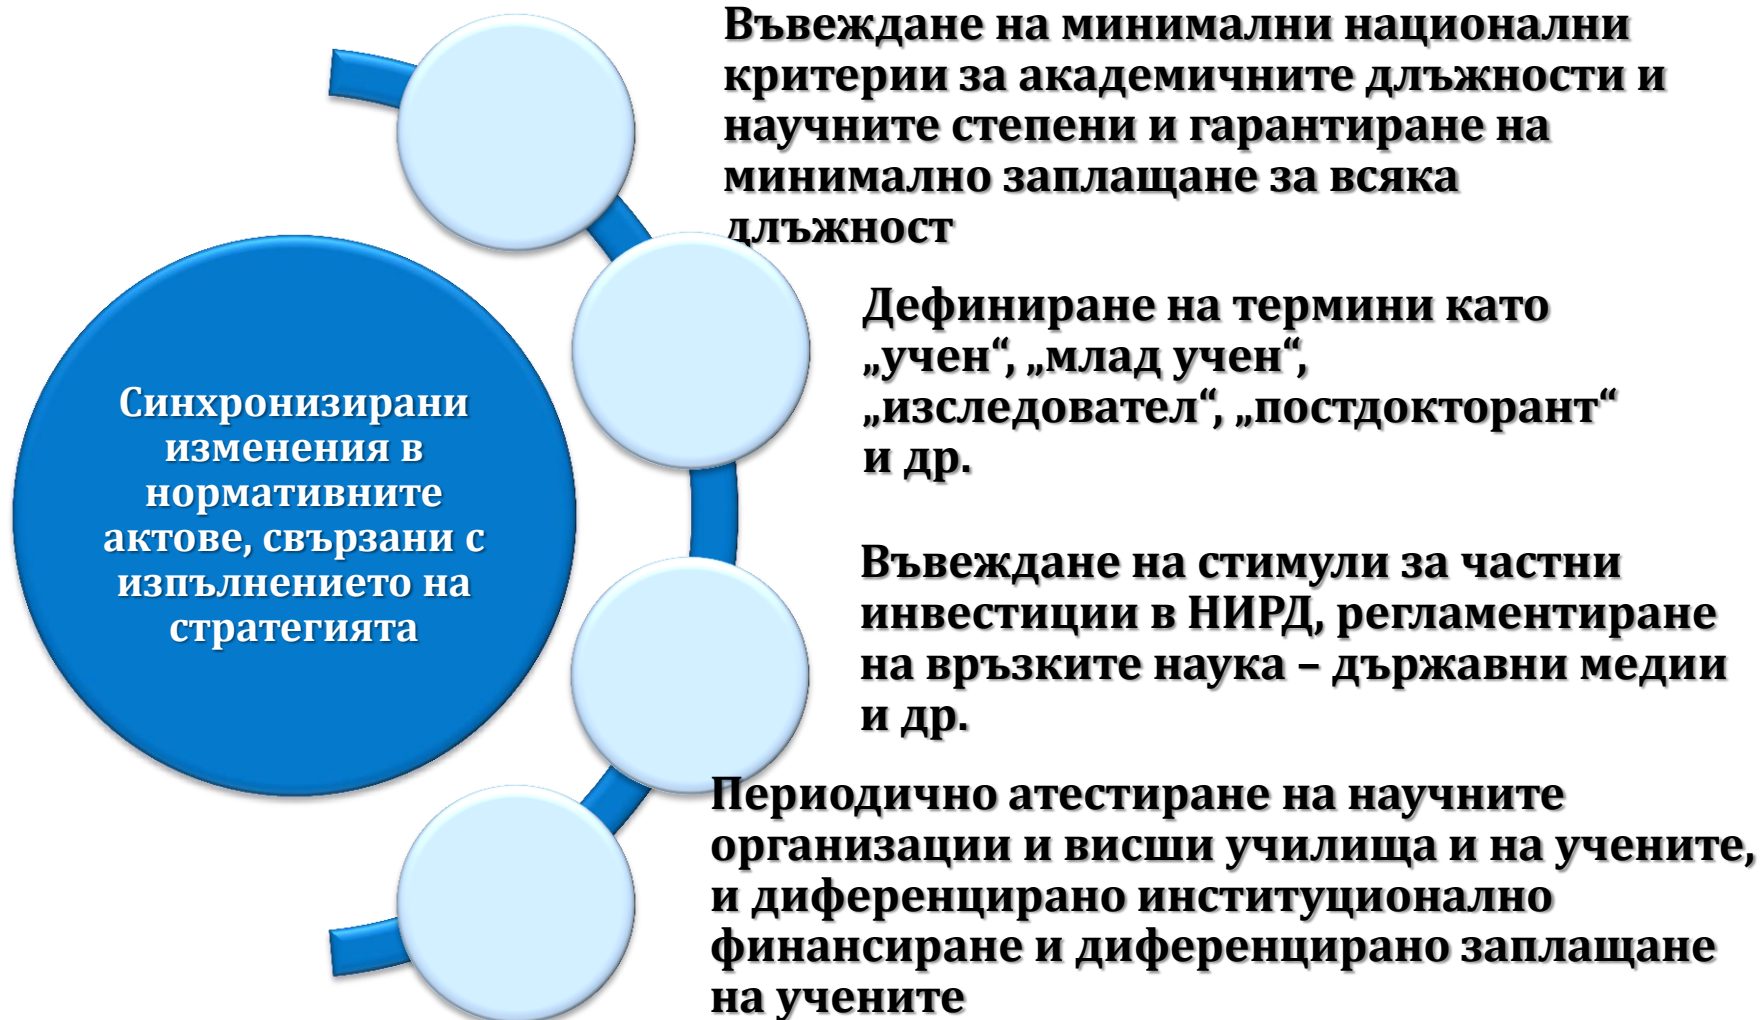 Въвеждане на минимални национални
критерии за академичните длъжности и
научните степени и гарантиране на
минимално заплащане за всяка
длъжност
Дефиниране на термини като
„учен“, „млад учен“,
„изследовател“, „постдокторант“
и др.
Синхронизирани
изменения в
нормативните
актове, свързани с
изпълнението на
стратегията
Въвеждане на стимули за частни
инвестиции в НИРД, регламентиране
на връзките наука – държавни медии
и др.
Периодично атестиране на научните
организации и висши училища и на учените,
и диференцирано институционално
финансиране и диференцирано заплащане
на учените